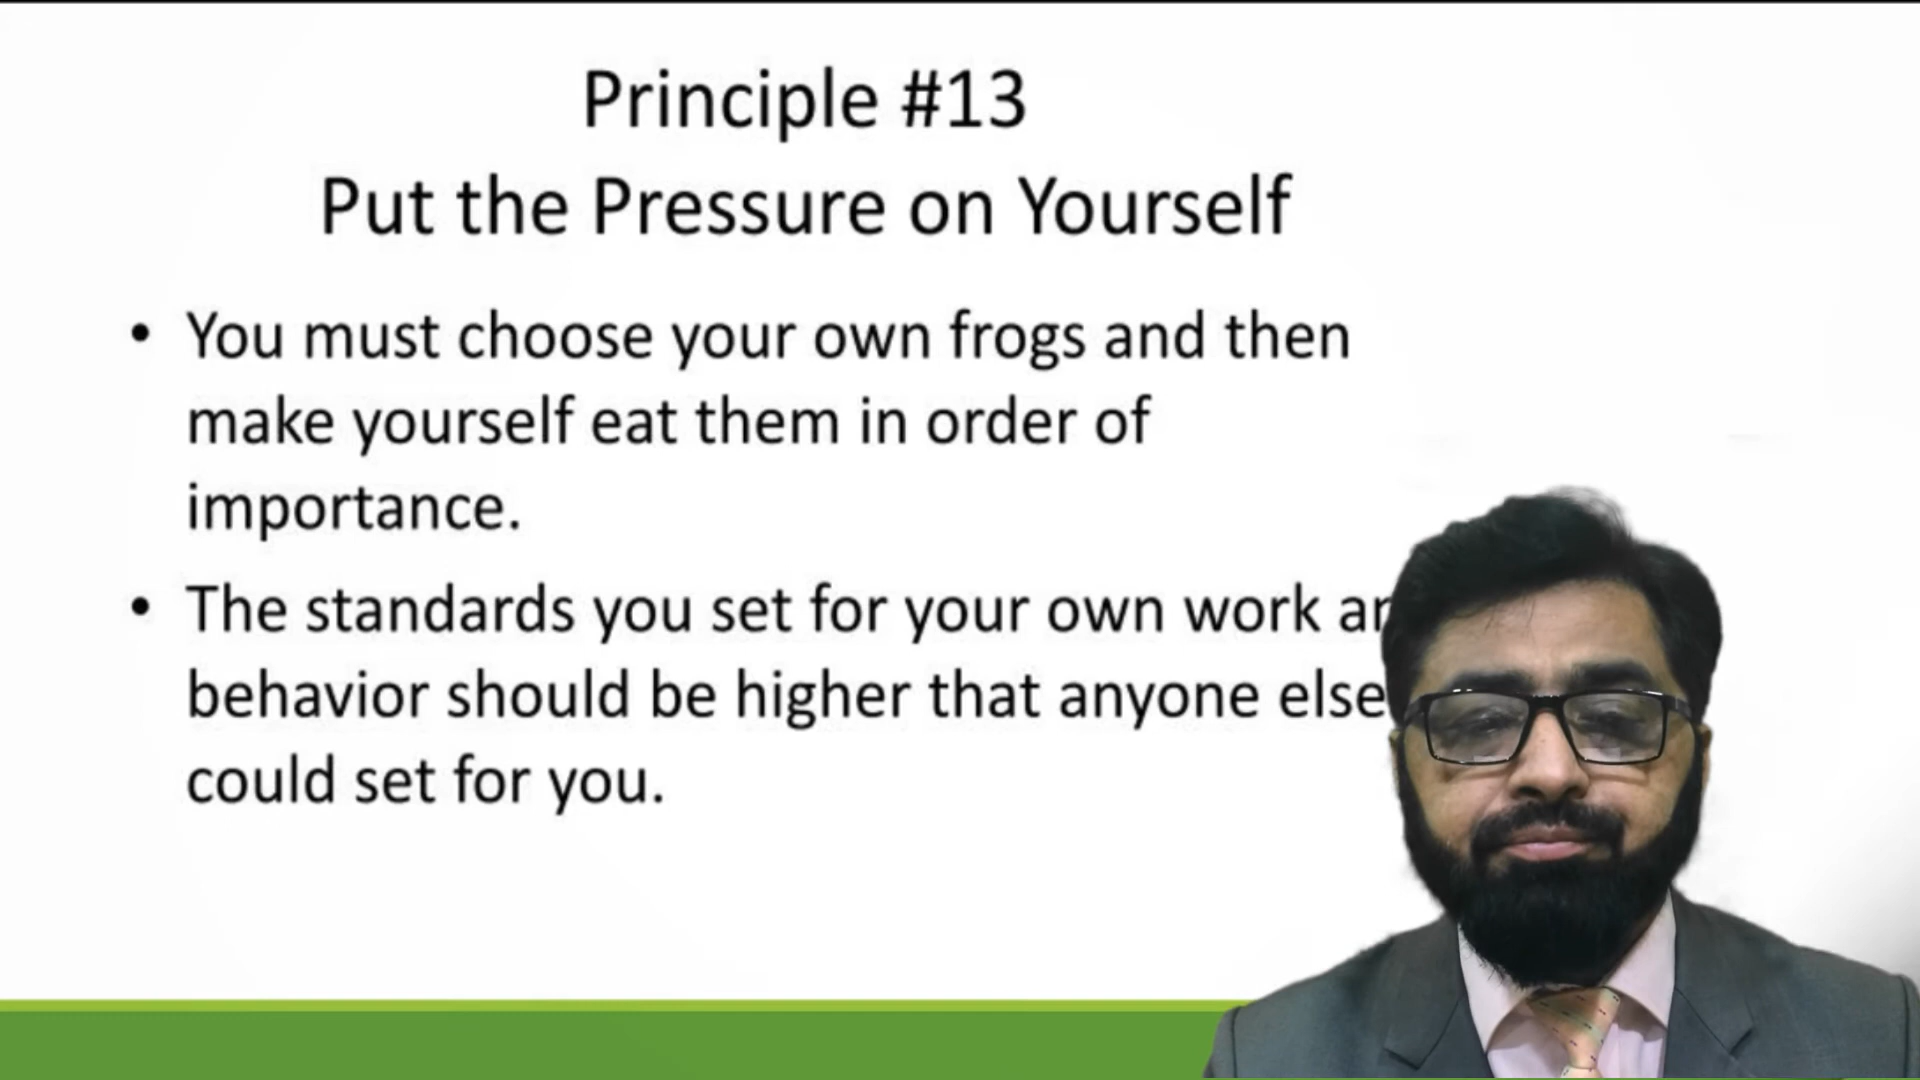 Principle #13
Put the Pressure on Yourself
• You must choose your own frogs and then
make yourself eat them in order of
importance.
• The standards you set for your own work
behavior should be higher that anyone else
could set for you.